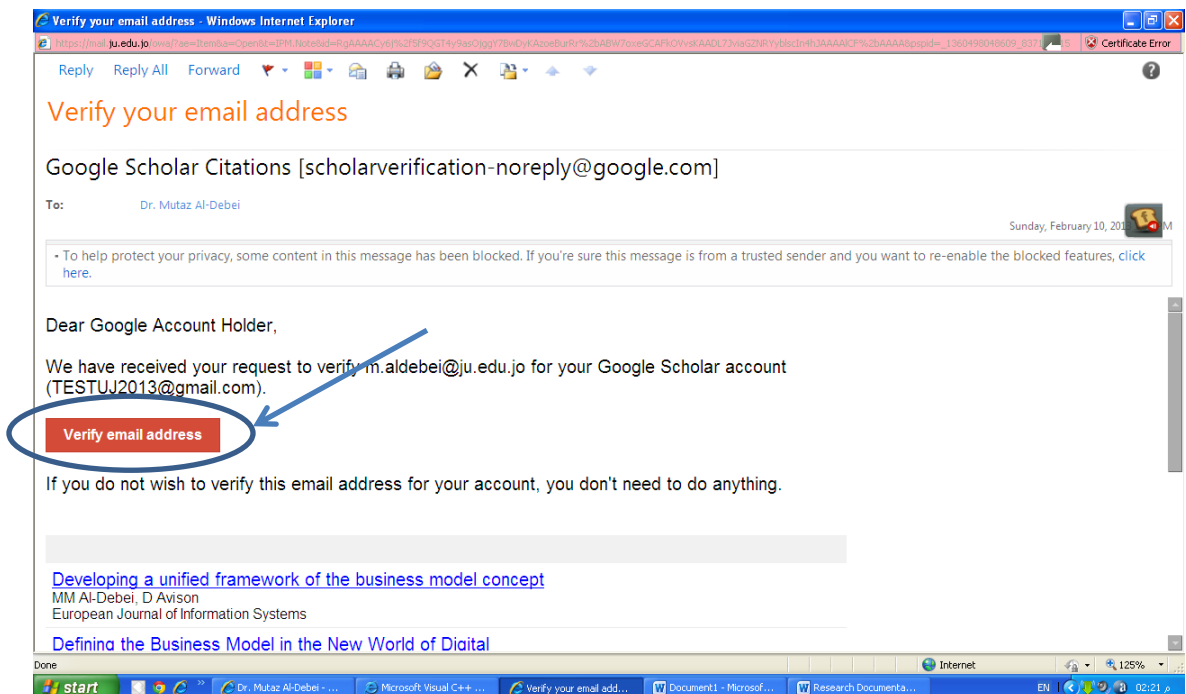 Verify your email address - Windows Internet Explorer
Certificate Error
Reply Reply All Forward
Verify your email address
Google Scholar Citations [scholarverification-noreply@google.com]
To: Dr. Mutaz Al-Debei
Sunday, February 10,
- To help protect your privacy, some content in this message has been blocked. If you're sure this message is from a trusted sender and you want to re-enable the blocked features, click
here.
Dear Google Account Holder,
We have received your request to verify m.aldebei@ju.edu.jo for your Google Scholar account
(TESTUJ2013@gmail.com).
Verify email address
If you do not wish to verify this email address for your account, you don't need to do anything.
Developing a unified framework of the business model concept
MM Al-Debei, D Avison
European Journal of Information Systems
Defining the Business Model in the New World of Digital
Done Internet 125%
start Dr. Mutaz Al-Debei - ... Microsoft Visual C++ ... Verify your email add... Document1 - Microsof... Research Documenta... EN 02:21 م